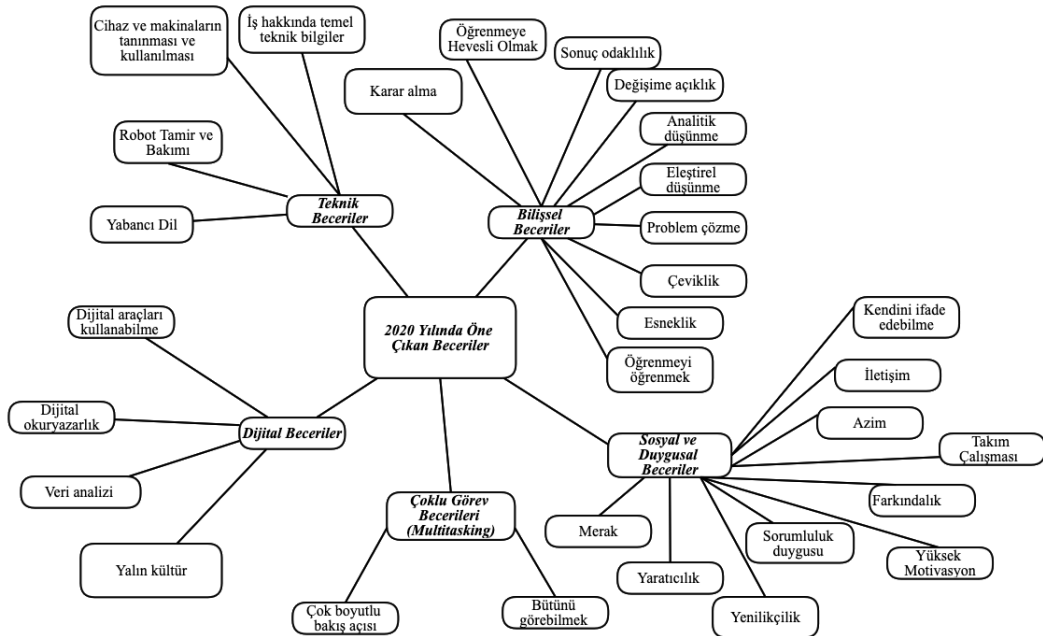 Cihaz ve makinaların
tanınması ve
kullanılması
İş hakkında temel
teknik bilgiler
Robot Tamir ve
Bakımı
Yabancı Dil
Teknik
Beceriler
Öğrenmeye
Hevesli Olmak
Sonuç odaklılık
Karar alma
Değişime açıklık
Analitik
düşünme
Eleştirel
düşünme
Problem çözme
Çeviklik
Esneklik
Öğrenmeyi
öğrenmek
Bilişsel
Beceriler
2020 Yılında Öne
Çıkan Beceriler
Dijital araçları
kullanabilme
Dijital
okuryazarlık
Veri analizi
Yalın kültür
Dijital Beceriler
Çoklu Görev
Becerileri
(Multitasking)
Çok boyutlu
bakış açısı
Bütünü
görebilmek
Sosyal ve
Duygusal
Beceriler
Kendini ifade
edebilme
İletişim
Azim
Takım
Çalışması
Farkındalık
Yüksek
Motivasyon
Sorumluluk
duygusu
Yenilikçilik
Yaratıcılık
Merak